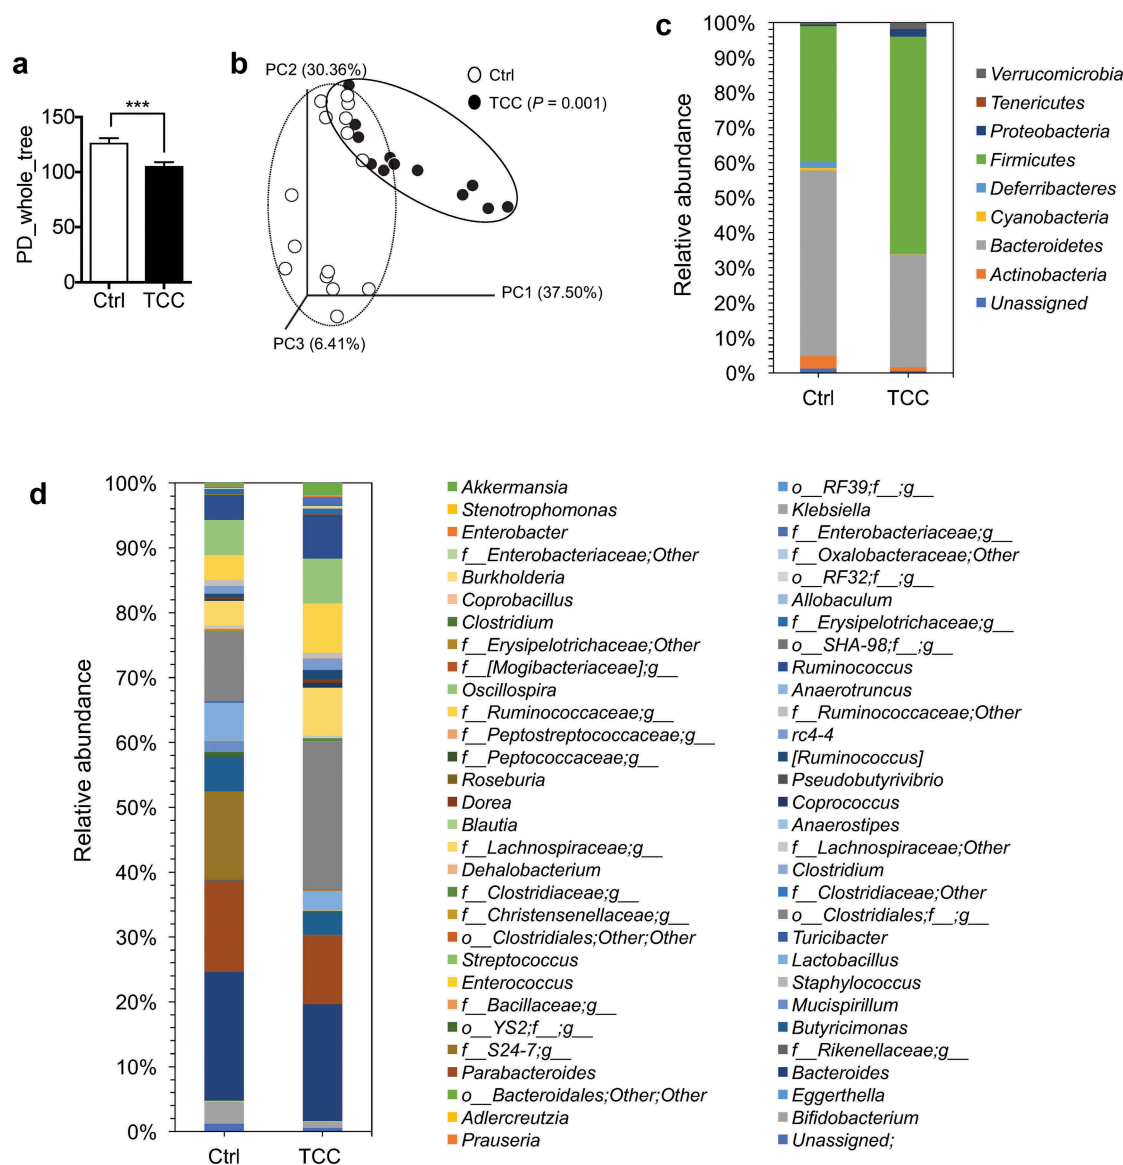 a
PD_whole_tree
150
100
50
0
***
Ctrl
TCC
b
PC2 (30.36%)
Ctrl
TCC (P = 0.001)
PC1 (37.50%)
PC3 (6.41%)
c
Relative abundance
100%
90%
80%
70%
60%
50%
40%
30%
20%
10%
0%
Ctrl
TCC
Verrucomicrobia
Tenericutes
Proteobacteria
Firmicutes
Deferribacteres
Cyanobacteria
Bacteroidetes
Actinobacteria
Unassigned
d
Relative abundance
100%
90%
80%
70%
60%
50%
40%
30%
20%
10%
0%
Ctrl
TCC
Akkermansia
Stenotrophomonas
Enterobacter
f__Enterobacteriaceae;Other
Burkholderia
Coprobacillus
Clostridium
f__Erysipelotrichaceae;Other
f__[Mogibacteriaceae];g__
Oscillospira
f__Ruminococcaceae;g__
f__Peptostreptococcaceae;g__
f__Peptococcaceae;g__
Roseburia
Dorea
Blautia
f__Lachnospiraceae;g__
Dehalobacterium
f__Clostridiaceae;g__
f__Christensenellaceae;g__
o__Clostridiales;Other;Other
Streptococcus
Enterococcus
f__Bacillaceae;g__
o__YS2;f__;g__
f__S24-7;g__
Parabacteroides
o__Bacteroidales;Other;Other
Adlercreutzia
Prauseria
o__RF39;f__;g__
Klebsiella
f__Enterobacteriaceae;g__
f__Oxalobacteraceae;Other
o__RF32;f__;g__
Allobaculum
f__Erysipelotrichaceae;g__
o__SHA-98;f__;g__
Ruminococcus
Anaerotruncus
f__Ruminococcaceae;Other
rc4-4
[Ruminococcus]
Pseudobutyrivibrio
Coprococcus
Anaerostipes
f__Lachnospiraceae;Other
Clostridium
f__Clostridiaceae;Other
o__Clostridiales;f__;g__
Turicibacter
Lactobacillus
Staphylococcus
Mucispirillum
Butyricimonas
f__Rikenellaceae;g__
Bacteroides
Eggerthella
Bifidobacterium
Unassigned;